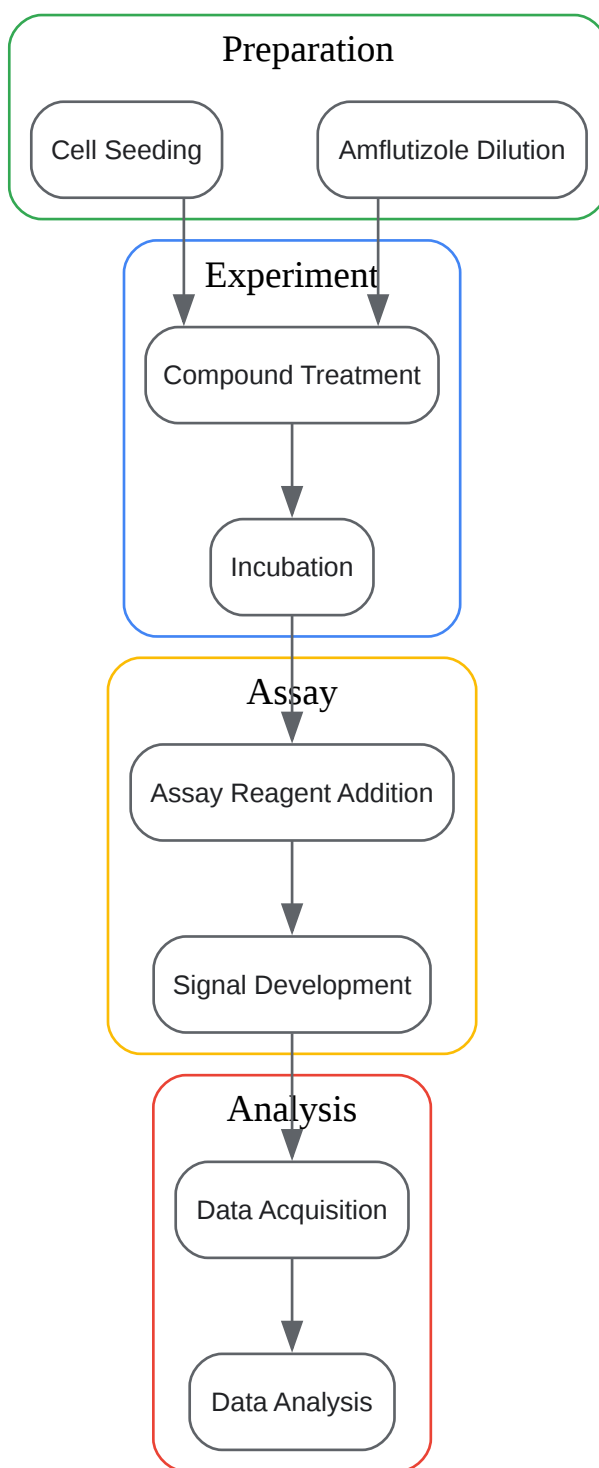 Preparation
Cell Seeding
Amflutizole Dilution
Experiment
Compound Treatment
Incubation
Assay
Assay Reagent Addition
Signal Development
Analysis
Data Acquisition
Data Analysis